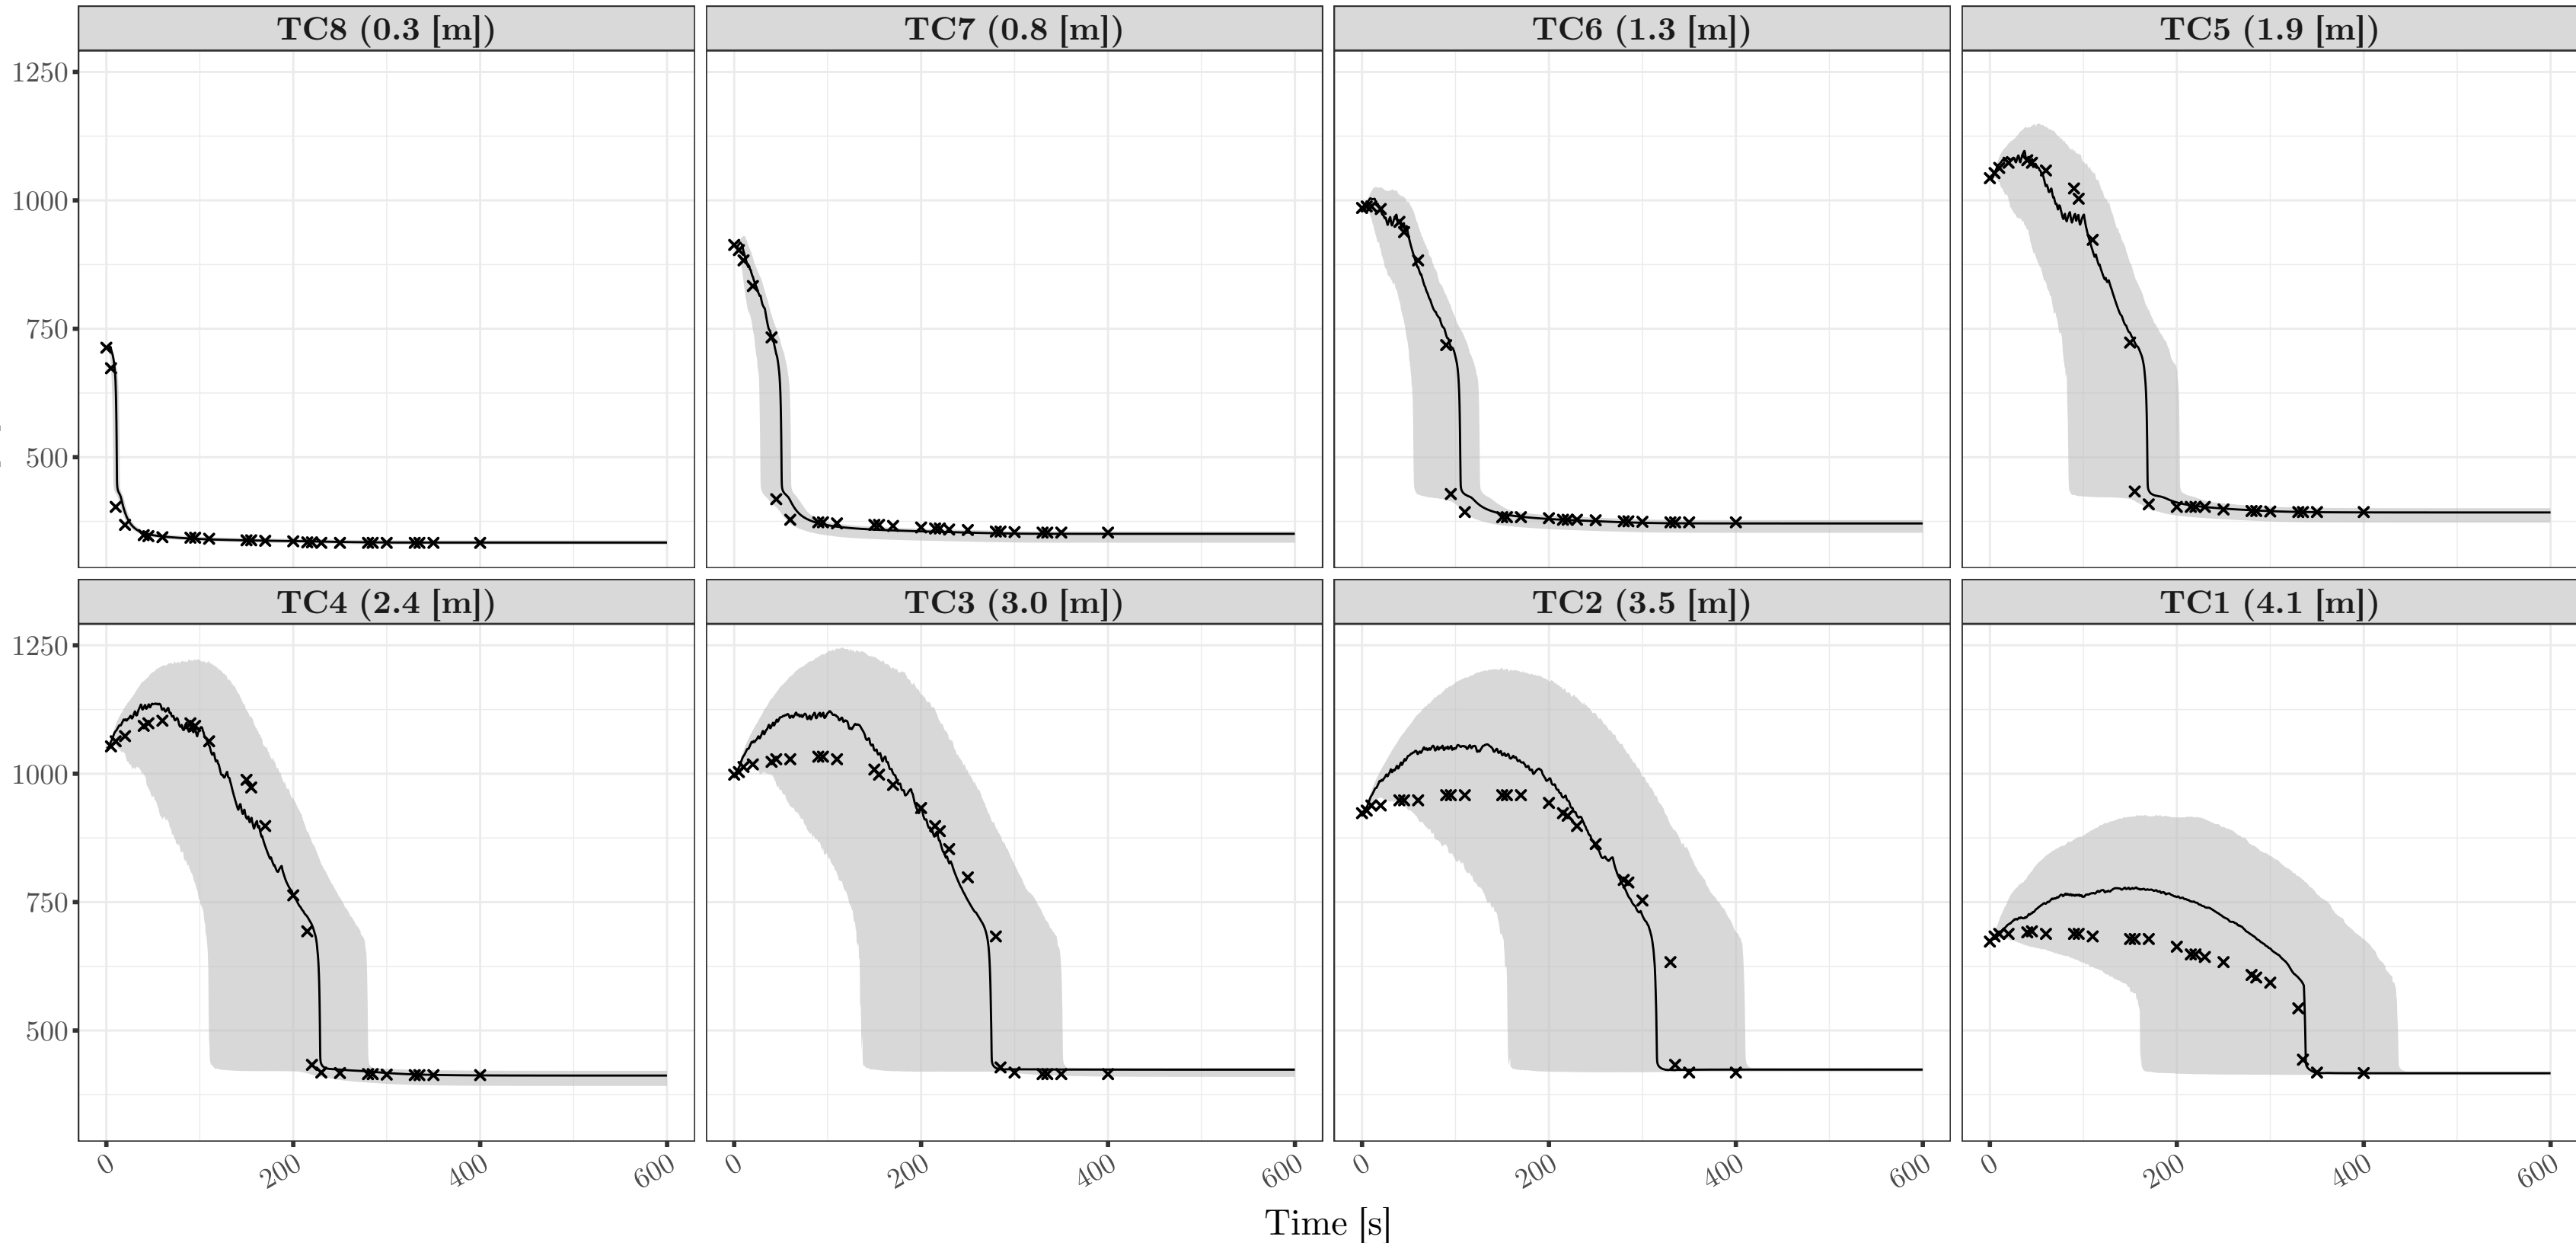 TC8 (0.3 [m])
TC7 (0.8 [m])
TC6 (1.3 [m])
TC5 (1.9 [m])
1250
1000
750
500
TC4 (2.4 [m])
TC3 (3.0 [m])
TC2 (3.5 [m])
TC1 (4.1 [m])
1250
1000
750
500
0 200 400 600
0 200 400 600
0 200 400 600
0 200 400 600
Time [s]